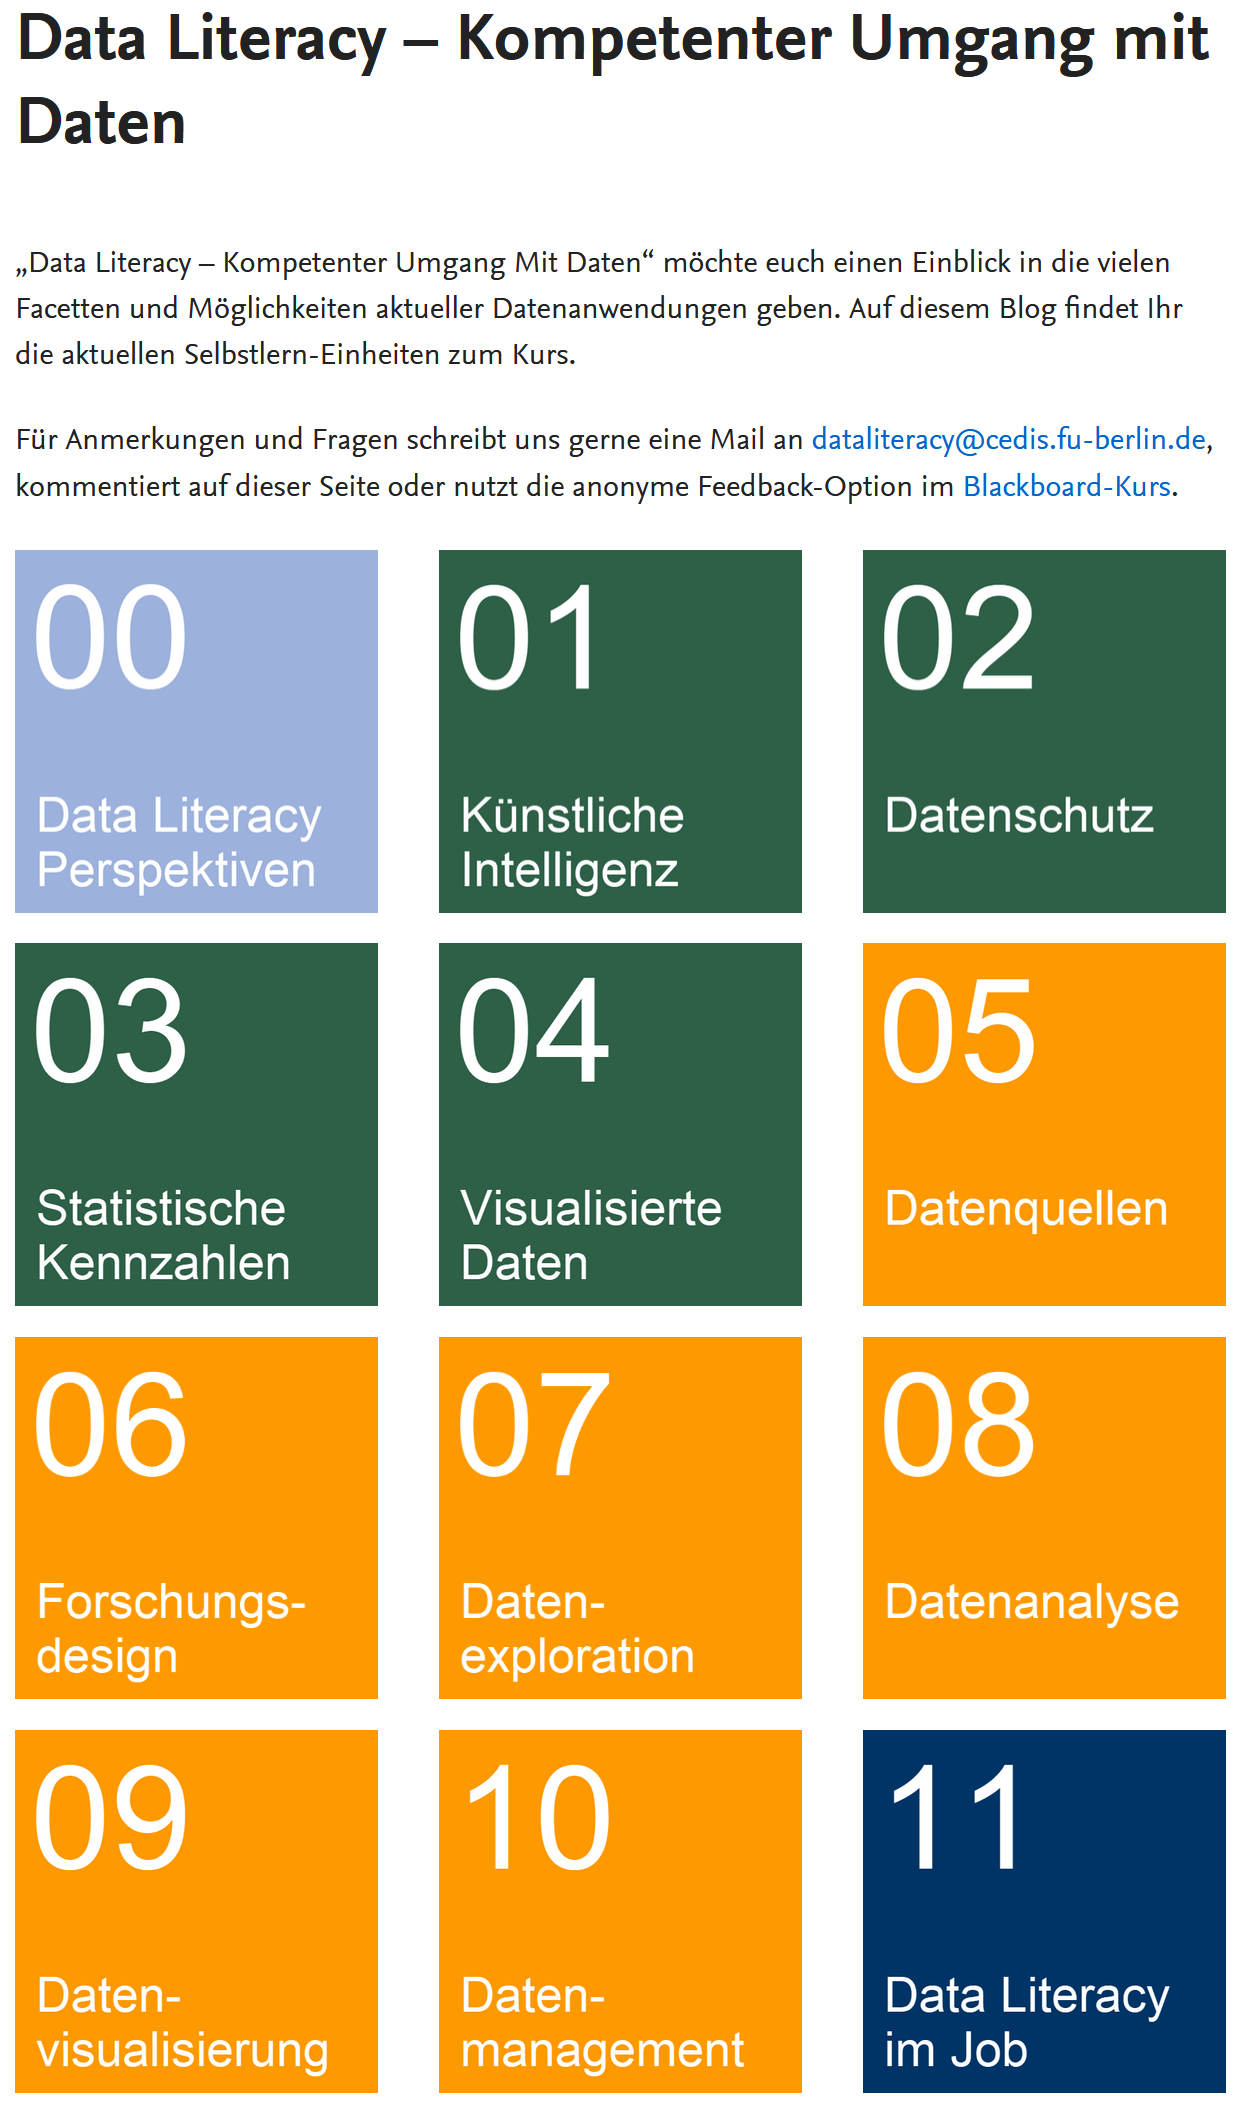 Data Literacy – Kompetenter Umgang mit
Daten
„Data Literacy – Kompetenter Umgang Mit Daten“ möchte euch einen Einblick in die vielen
Facetten und Möglichkeiten aktueller Datenanwendungen geben. Auf diesem Blog findet Ihr
die aktuellen Selbstlern-Einheiten zum Kurs.
Für Anmerkungen und Fragen schreibt uns gerne eine Mail an dataliteracy@cedis.fu-berlin.de,
kommentiert auf dieser Seite oder nutzt die anonyme Feedback-Option im Blackboard-Kurs.
00
Data Literacy
Perspektiven
01
Künstliche
Intelligenz
02
Datenschutz
03
Statistische
Kennzahlen
04
Visualisierte
Daten
05
Datenquellen
06
Forschungs-
design
07
Daten-
exploration
08
Datenanalyse
09
Daten-
visualisierung
10
Daten-
management
11
Data Literacy
im Job